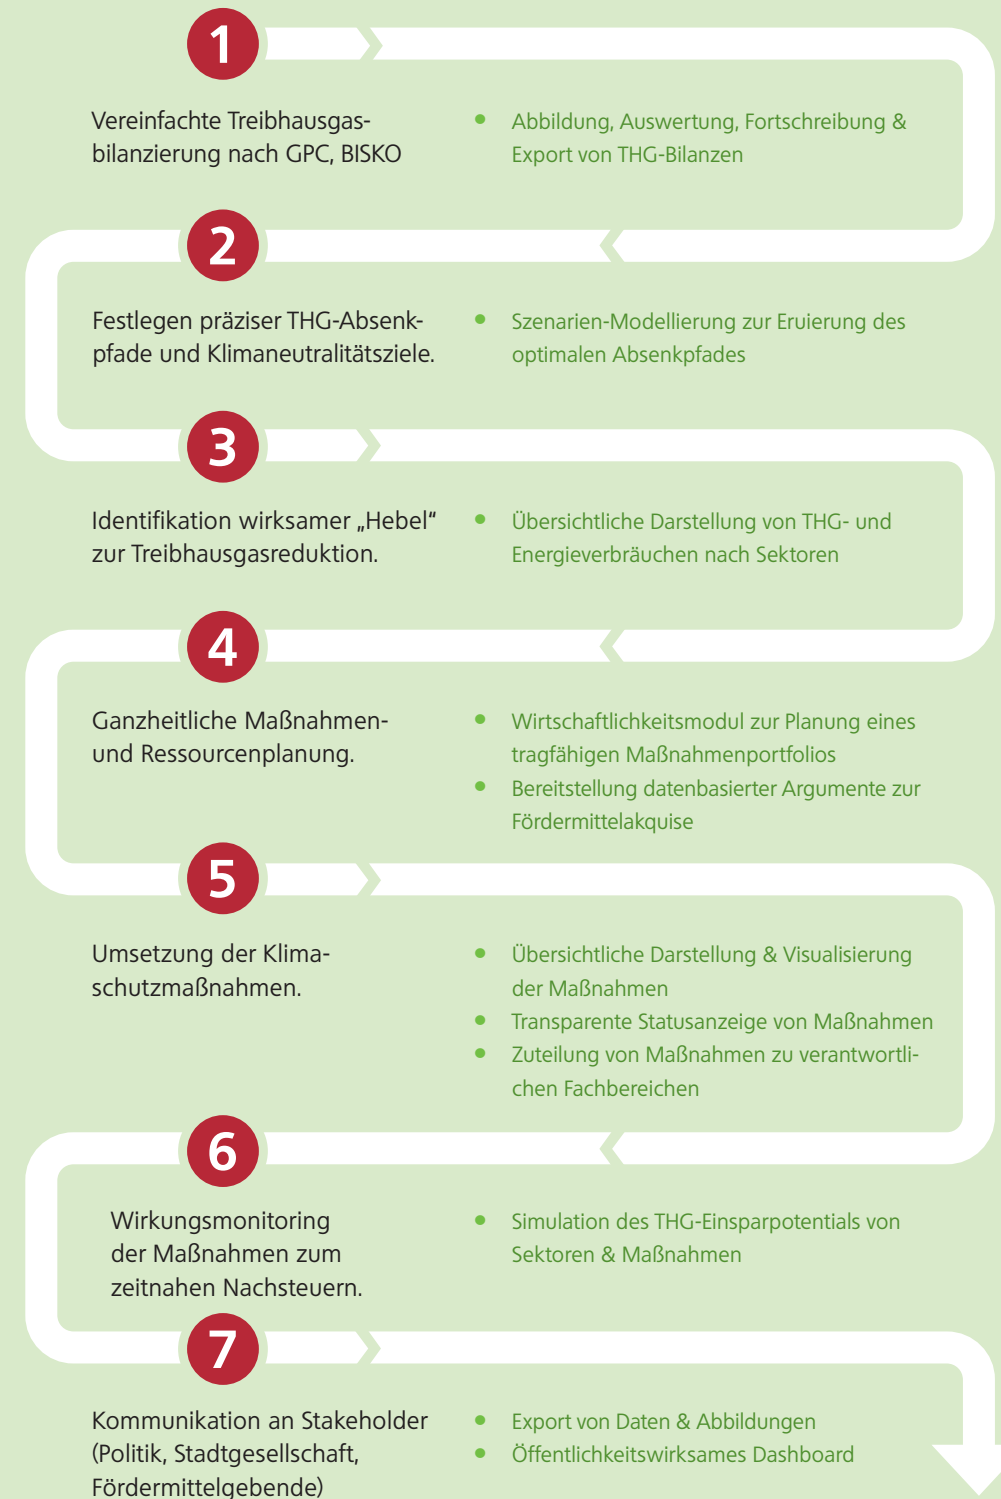 1
Vereinfachte Treibhausgas-
bilanzierung nach GPC, BISKO
• Abbildung, Auswertung, Fortschreibung &
Export von THG-Bilanzen
2
Festlegen präziser THG-Absenk-
pfade und Klimaneutralitätsziele.
• Szenarien-Modellierung zur Eruierung des
optimalen Absenkpfades
3
Identifikation wirksamer „Hebel“
zur Treibhausgasreduktion.
• Übersichtliche Darstellung von THG- und
Energieverbräuchen nach Sektoren
4
Ganzheitliche Maßnahmen-
und Ressourcenplanung.
• Wirtschaftlichkeitsmodul zur Planung eines
tragfähigen Maßnahmenportfolios
• Bereitstellung datenbasierter Argumente zur
Fördermittelakquise
5
Umsetzung der Klima-
schutzmaßnahmen.
• Übersichtliche Darstellung & Visualisierung
der Maßnahmen
• Transparente Statusanzeige von Maßnahmen
• Zuteilung von Maßnahmen zu verantwortli-
chen Fachbereichen
6
Wirkungsmonitoring
der Maßnahmen zum
zeitnahen Nachsteuern.
• Simulation des THG-Einsparpotentials von
Sektoren & Maßnahmen
7
Kommunikation an Stakeholder
(Politik, Stadtgesellschaft,
Fördermittelgebende)
• Export von Daten & Abbildungen
• Öffentlichkeitswirksames Dashboard